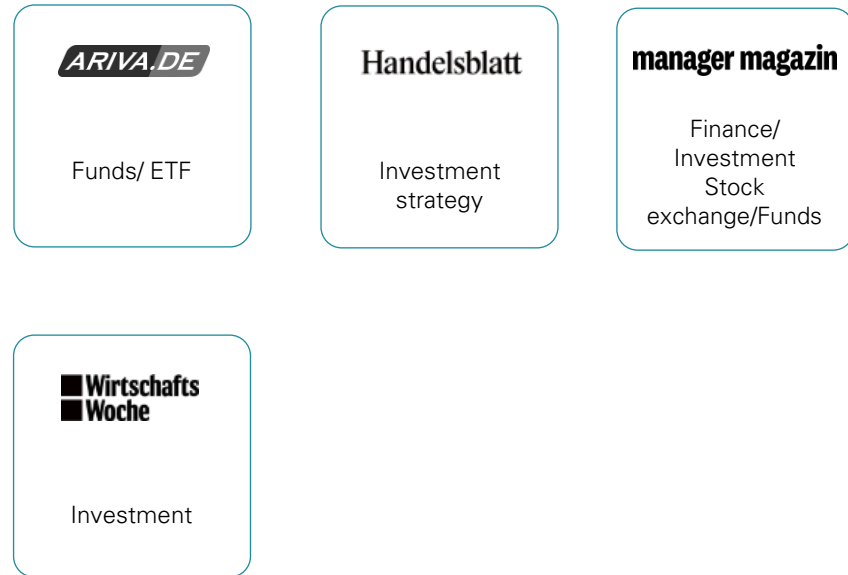 ARIVA.DE
Funds/ ETF
Handelsblatt
Investment
strategy
manager magazin
Finance/
Investment
Stock
exchange/Funds
Wirtschafts
Woche
Investment